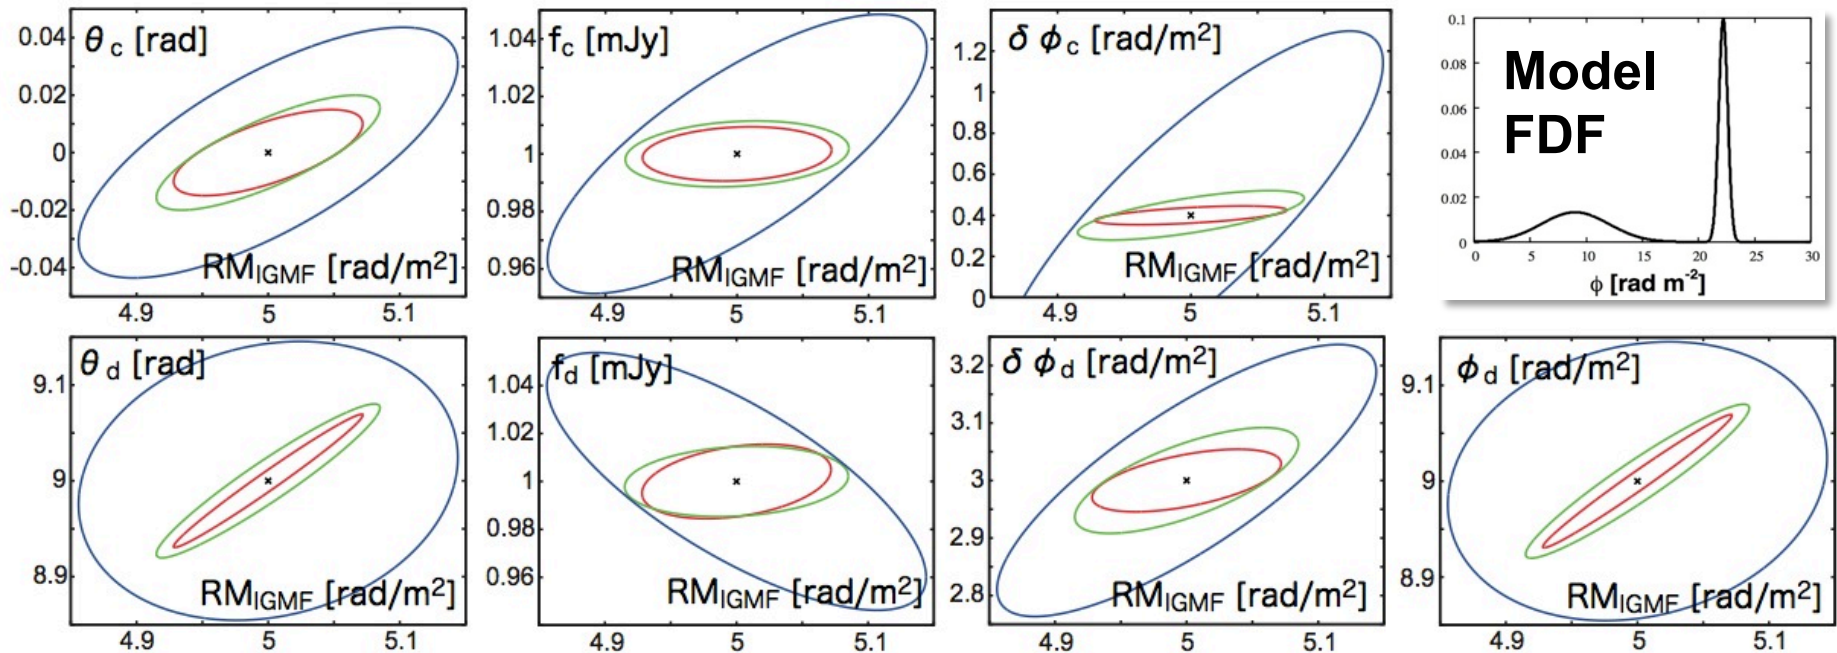 θc [rad]
0.04
0.02
0
-0.02
-0.04
RMIGMF [rad/m²]
4.9 5 5.1
fc [mJy]
1.04
1.02
1
0.98
0.96
RMIGMF [rad/m²]
4.9 5 5.1
δ ϕc [rad/m²]
1.2
1
0.8
0.6
0.4
0.2
0
RMIGMF [rad/m²]
4.9 5 5.1
Model
FDF
0.1
0.08
0.06
0.04
0.02
0
0 5 10 15 20 25 30
ϕ [rad m⁻²]
θd [rad]
9.1
9
8.9
RMIGMF [rad/m²]
4.9 5 5.1
fd [mJy]
1.04
1.02
1
0.98
0.96
RMIGMF [rad/m²]
4.9 5 5.1
δ ϕd [rad/m²]
3.2
3.1
3
2.9
2.8
RMIGMF [rad/m²]
4.9 5 5.1
ϕd [rad/m²]
9.1
9
8.9
RMIGMF [rad/m²]
4.9 5 5.1